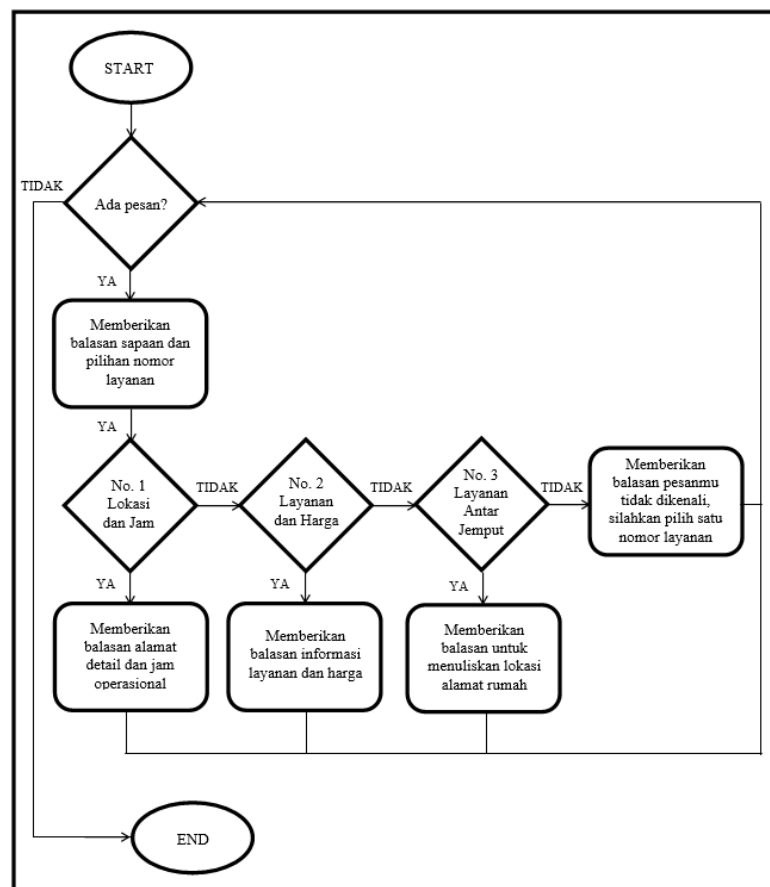 START
Ada pesan?
TIDAK
YA
Memberikan
balasan sapaan dan
pilihan nomor
layanan
YA
No. 1
Lokasi
dan Jam
TIDAK
No. 2
Layanan
dan Harga
TIDAK
No. 3
Layanan
Antar
Jemput
TIDAK
Memberikan
balasan pesanmu
tidak dikenali,
silahkan pilih satu
nomor layanan
YA
YA
YA
Memberikan
balasan alamat
detail dan jam
operasional
Memberikan
balasan informasi
layanan dan harga
Memberikan
balasan untuk
menuliskan lokasi
alamat rumah
END